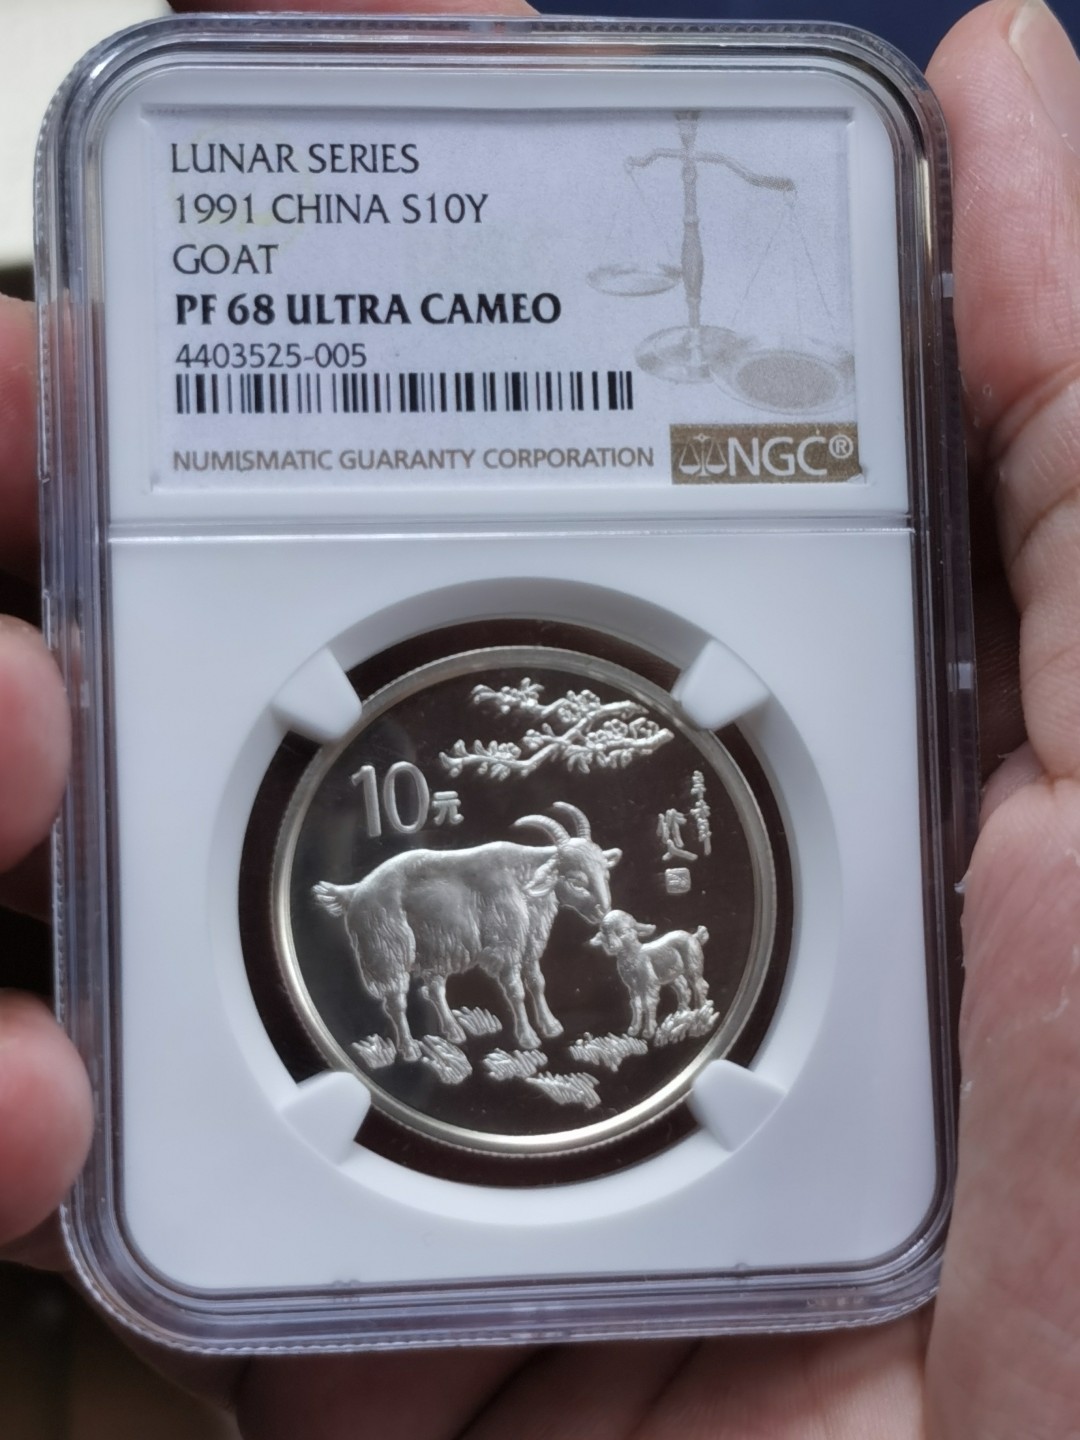 LUNAR SERIES
1991 CHINA S10Y
GOAT
PF 68 ULTRA CAMEO
4403525-005
NUMISMATIC GUARANTY CORPORATION
NGC®
10元